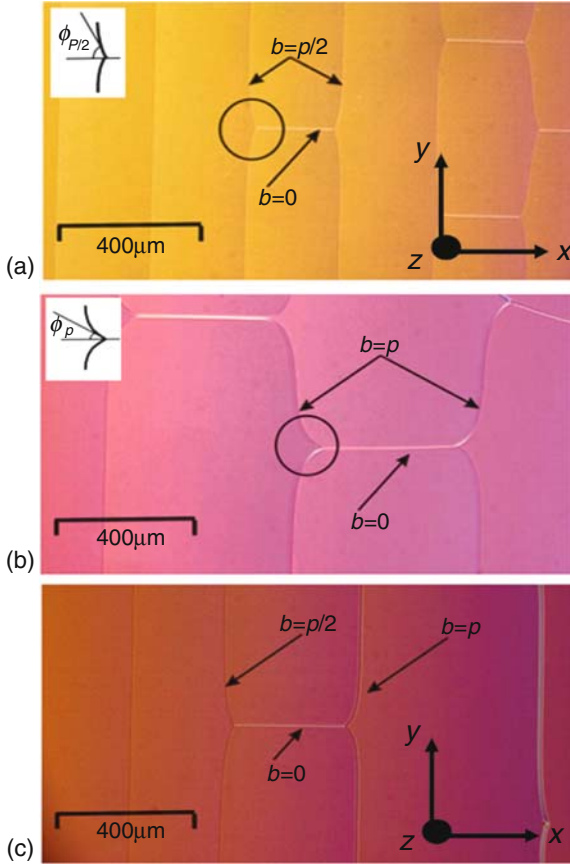 ϕP/2
b=p/2
b=0
y
x
z
400μm
(a)
ϕp
b=p
b=0
400μm
(b)
b=p/2
b=p
b=0
y
x
z
400μm
(c)